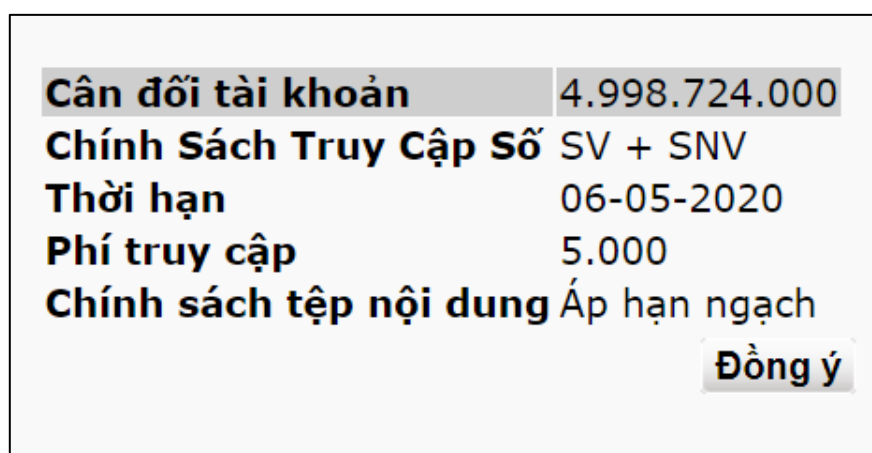 Cân đối tài khoản 4.998.724.000
Chính Sách Truy Cập Số SV + SNV
Thời hạn 06-05-2020
Phí truy cập 5.000
Chính sách tệp nội dung Áp hạn ngạch
Đồng ý